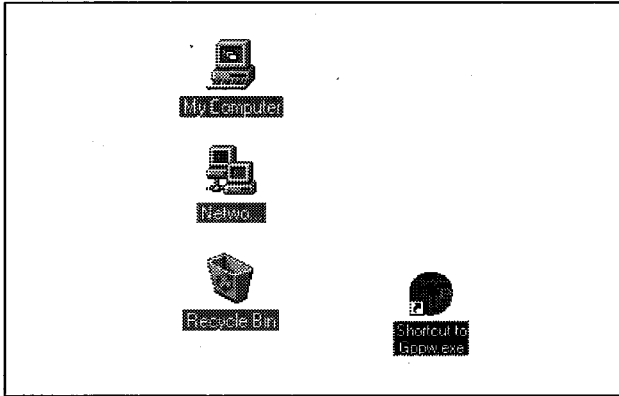 My Computer
Netwo...
Recycle Bin
Shortcut to
Gopw.exe